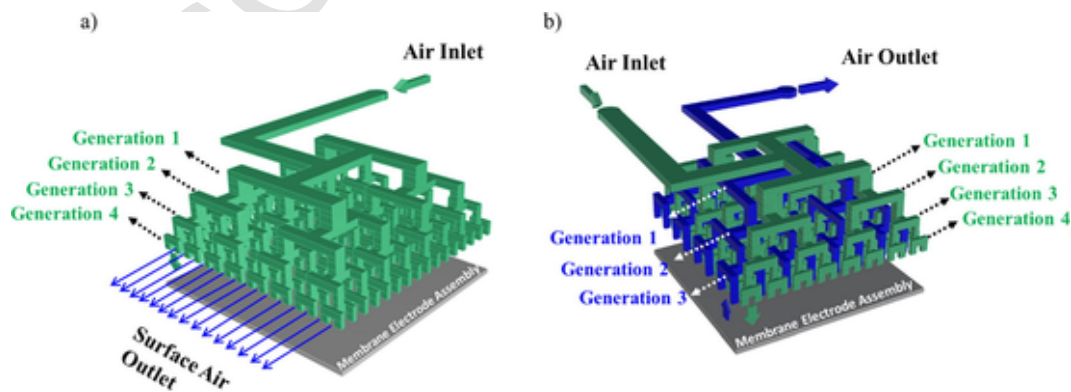 a)
Air Inlet
Generation 1
Generation 2
Generation 3
Generation 4
Membrane Electrode Assembly
Surface Air
Outlet
b)
Air Inlet
Air Outlet
Generation 1
Generation 2
Generation 3
Generation 4
Generation 1
Generation 2
Generation 3
Membrane Electrode Assembly